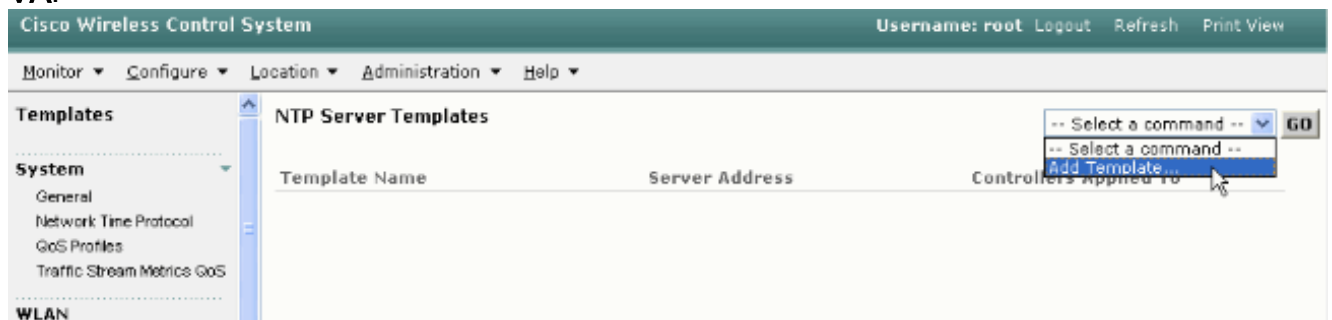 Cisco Wireless Control System
Username: root Logout Refresh Print View
Monitor Configure Location Administration Help
Templates
NTP Server Templates
-- Select a command -- GO
-- Select a command --
Add Template...
System
Template Name Server Address Controllers Applied To
General
Network Time Protocol
QoS Profiles
Traffic Stream Metrics QoS
WLAN